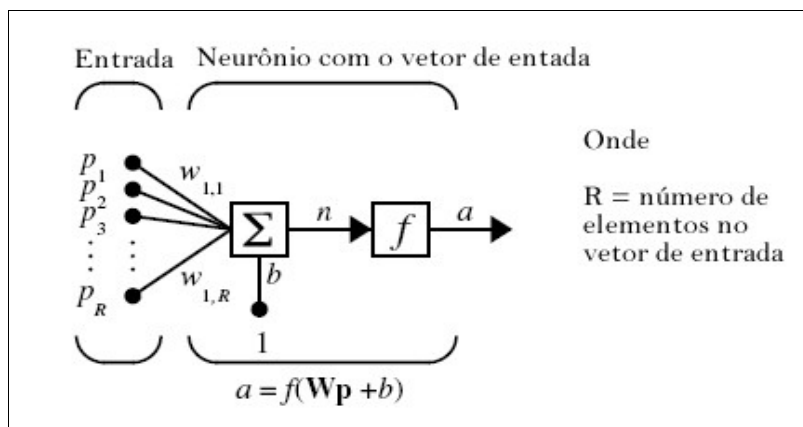 Entrada
Neurônio com o vetor de entada
p1
p2
p3
pR
w1,1
w1,R
Σ
n
f
a
b
1
a = f(Wp +b)
Onde
R = número de
elementos no
vetor de entrada